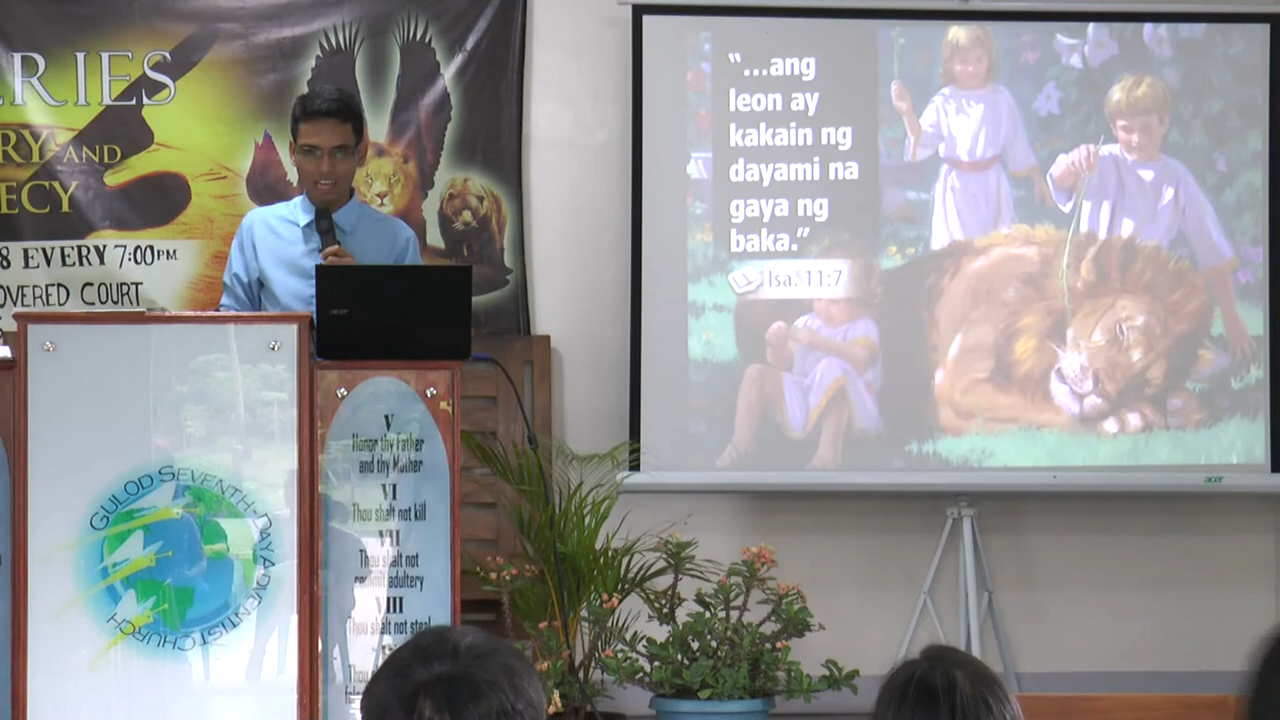 RIES
RY AND
ECY
8 EVERY 7:00PM
OVERED COURT
"...ang
leon ay
kakain ng
dayami na
gaya ng
baka."
Isa. 11:7
acer
acer
GULOD SEVENTH-DAY ADVENTIST CHURCH
V
Honor thy Father
and thy Mother
VI
Thou shalt not kill
VII
Thou shalt not
commit adultery
VIII
Thou shalt not steal
Thou